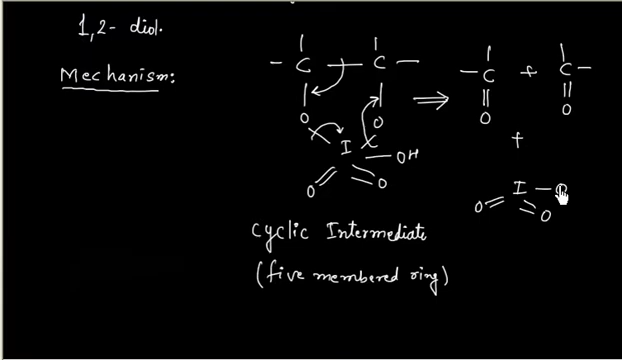 1,2- diol.
Mechanism:
C C
O O
I OH
O O
C + C
O O
+
I
O O
Cyclic Intermediate
(five membered ring)